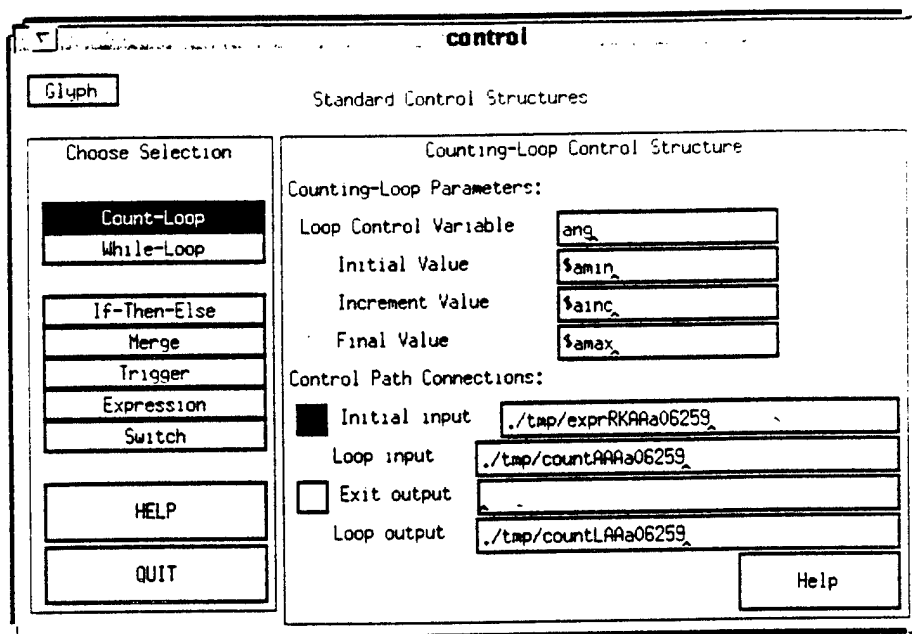 control
Glyph
Standard Control Structures
Choose Selection
Count-Loop
While-Loop
If-Then-Else
Merge
Trigger
Expression
Switch
HELP
QUIT
Counting-Loop Control Structure
Counting-Loop Parameters:
Loop Control Variable ang
Initial Value $amin
Increment Value $ainc
Final Value $amax
Control Path Connections:
Initial input ./tmp/exprRKAAa06259
Loop input ./tmp/countAAAa06259
Exit output
Loop output ./tmp/countLAAa06259
Help